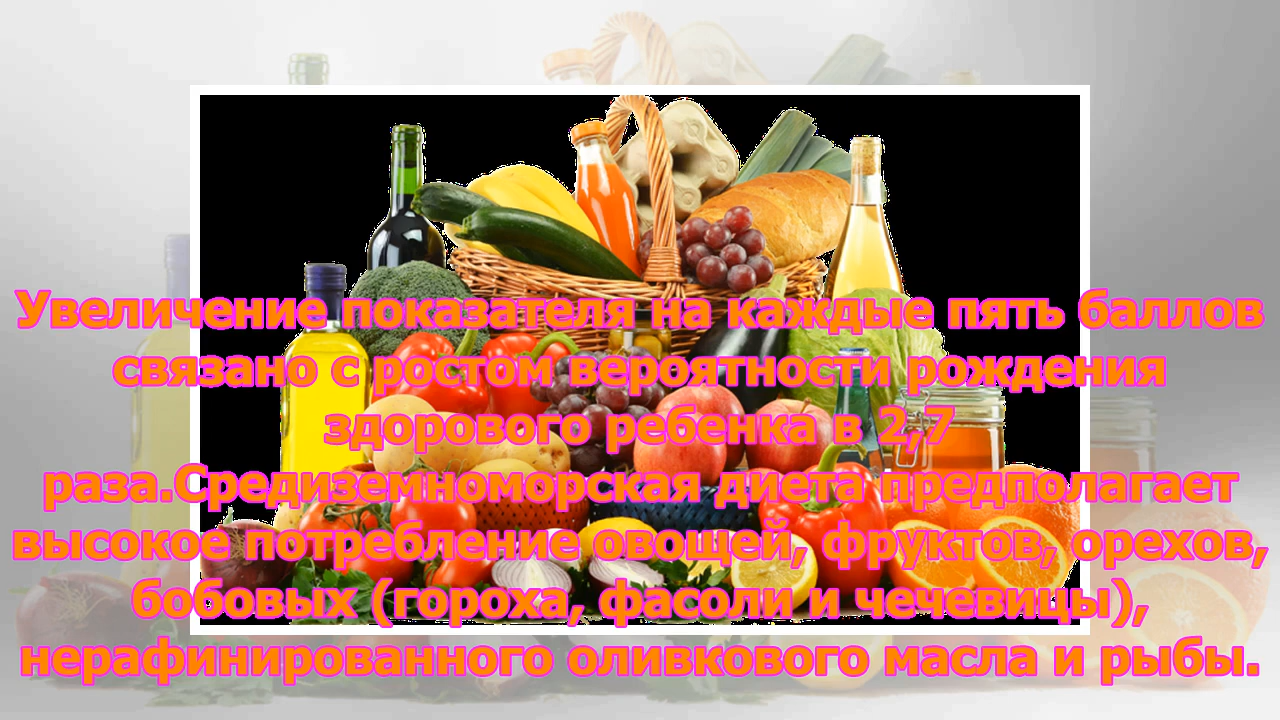 Увеличение показателя на каждые пять баллов
связано с ростом вероятности рождения
здорового ребенка в 2,7
раза.Средиземноморская диета предполагает
высокое потребление овощей, фруктов, орехов,
бобовых (гороха, фасоли и чечевицы),
нерафинированного оливкового масла и рыбы.